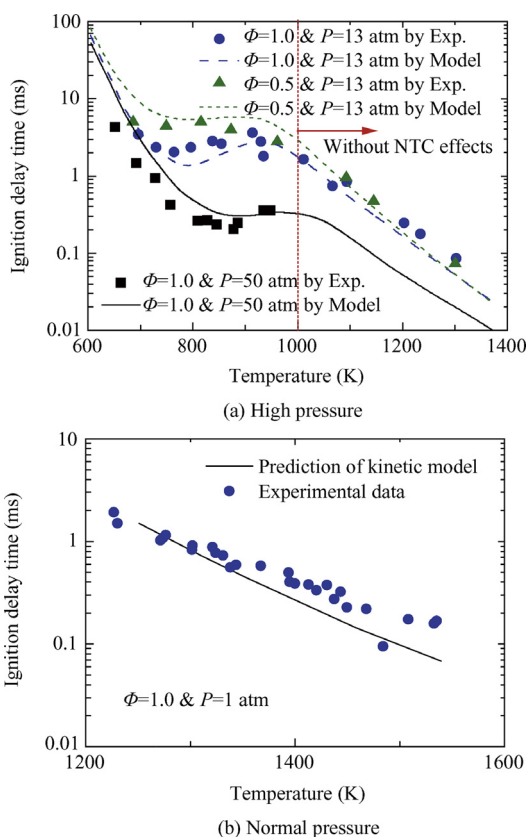 Φ=1.0 & P=13 atm by Exp.
Φ=1.0 & P=13 atm by Model
Φ=0.5 & P=13 atm by Exp.
Φ=0.5 & P=13 atm by Model
Without NTC effects
Φ=1.0 & P=50 atm by Exp.
Φ=1.0 & P=50 atm by Model
Ignition delay time (ms)
100
10
1
0.1
0.01
600 800 1000 1200 1400
Temperature (K)
(a) High pressure
Prediction of kinetic model
Experimental data
Φ=1.0 & P=1 atm
Ignition delay time (ms)
10
1
0.1
0.01
1200 1400 1600
Temperature (K)
(b) Normal pressure